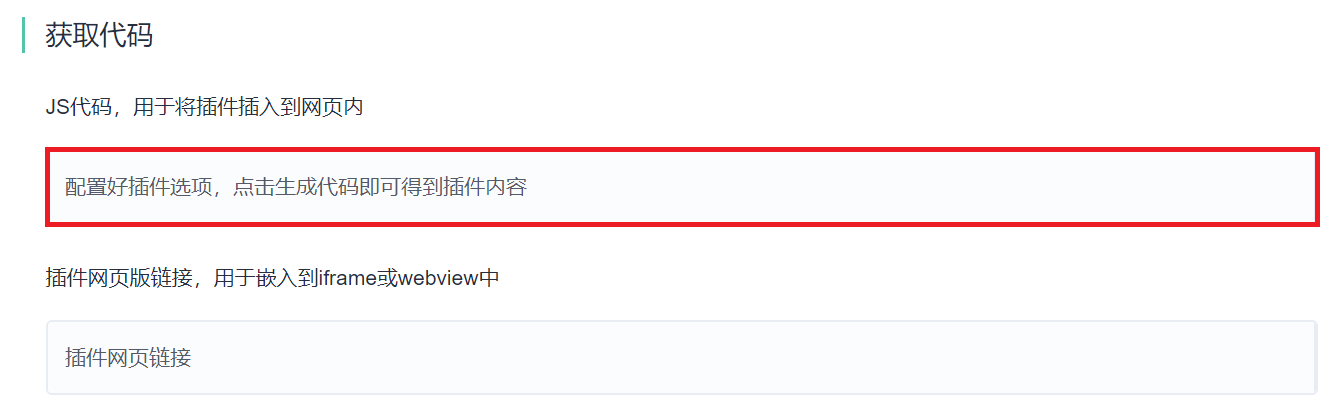 获取代码
JS代码，用于将插件插入到网页内
配置好插件选项，点击生成代码即可得到插件内容
插件网页版链接，用于嵌入到iframe或webview中
插件网页链接